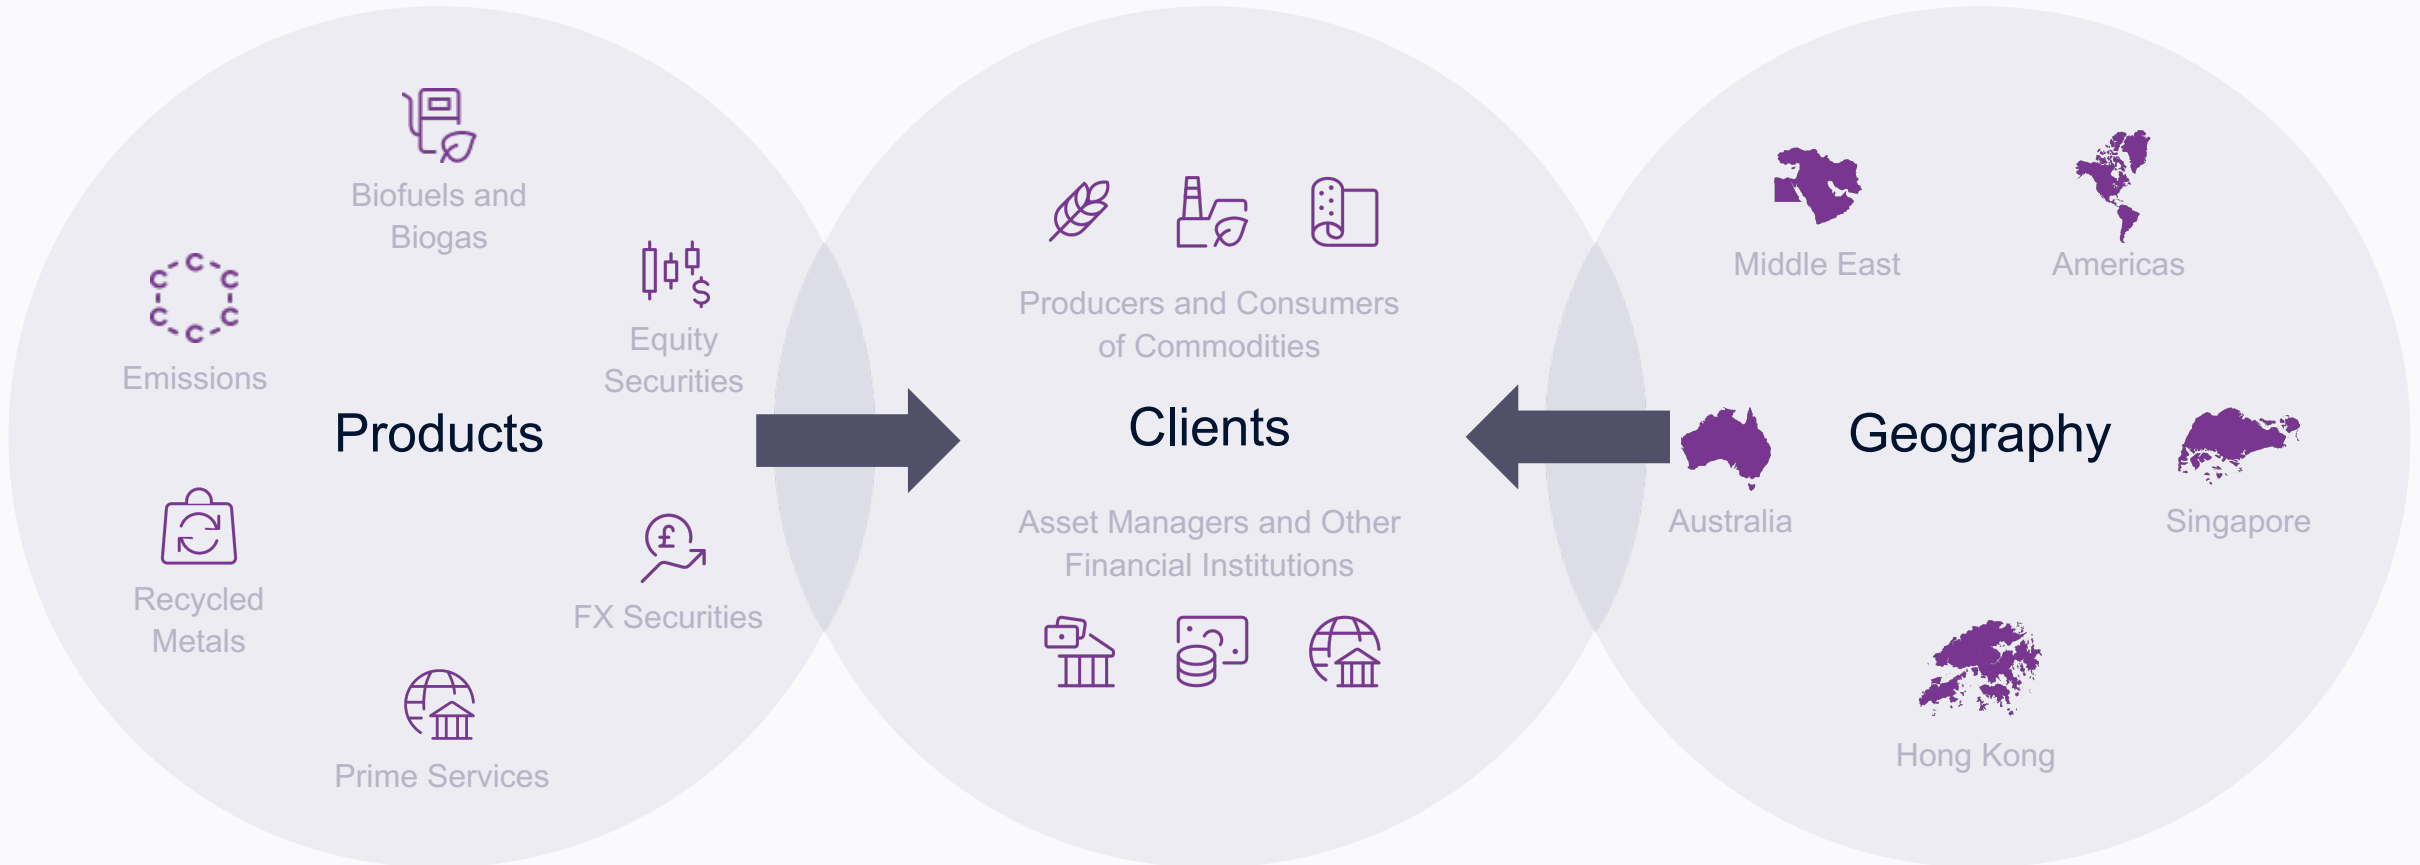 Biofuels and
Biogas
Emissions
Equity
Securities
Products
Recycled
Metals
FX Securities
£
Prime Services
Producers and Consumers
of Commodities
Clients
Asset Managers and Other
Financial Institutions
Middle East
Americas
Geography
Australia
Singapore
Hong Kong
C
C
C
C
C
C
$